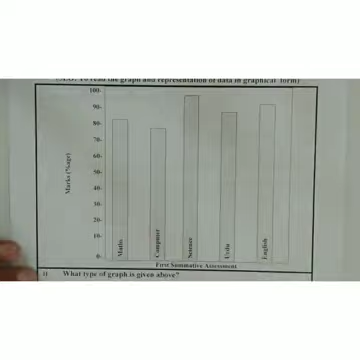 (SLO: To read the graph and representation of data in graphical form)
100-
90-
80-
70-
60-
50-
40-
30-
20-
10-
0-
Marks (%age)
Maths
Computer
Science
Urdu
English
First Summative Assessment
What type of graph is given above?